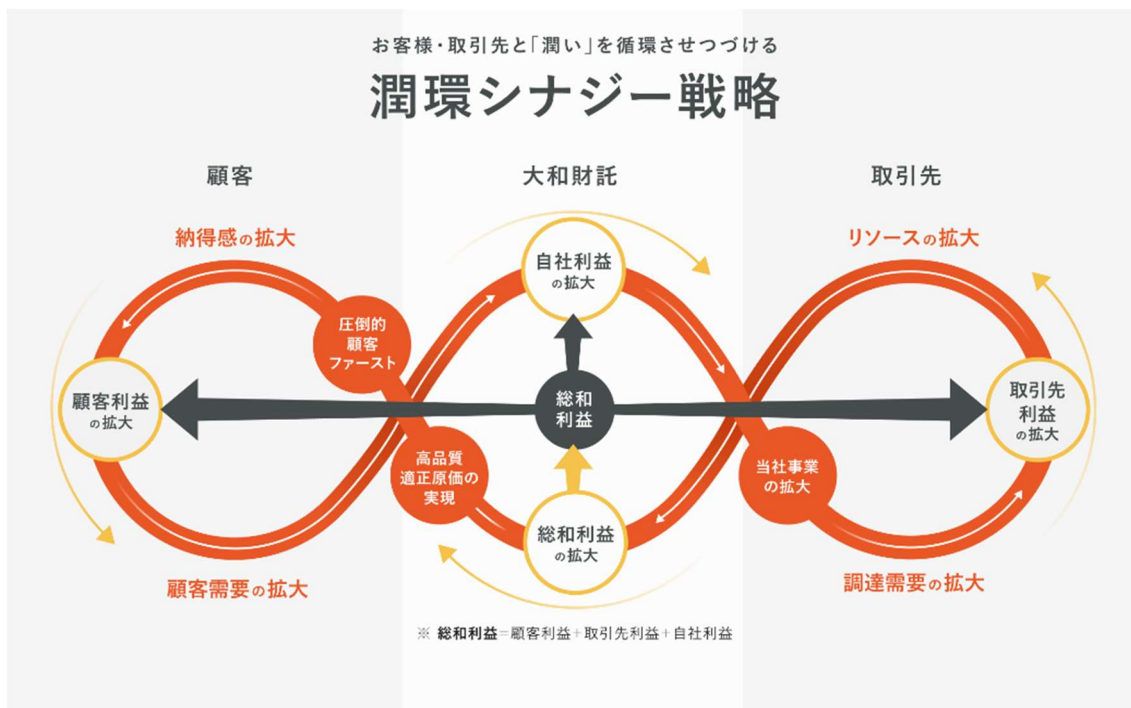 お客様・取引先と「潤い」を循環させつづける
潤環シナジー戦略
顧客
大和財託
取引先
納得感の拡大
リソースの拡大
自社利益
の拡大
圧倒的
顧客
ファースト
顧客利益
の拡大
総和
利益
取引先
利益
の拡大
高品質
適正原価の
実現
当社事業
の拡大
総和利益
の拡大
顧客需要の拡大
調達需要の拡大
※ 総和利益=顧客利益+取引先利益+自社利益